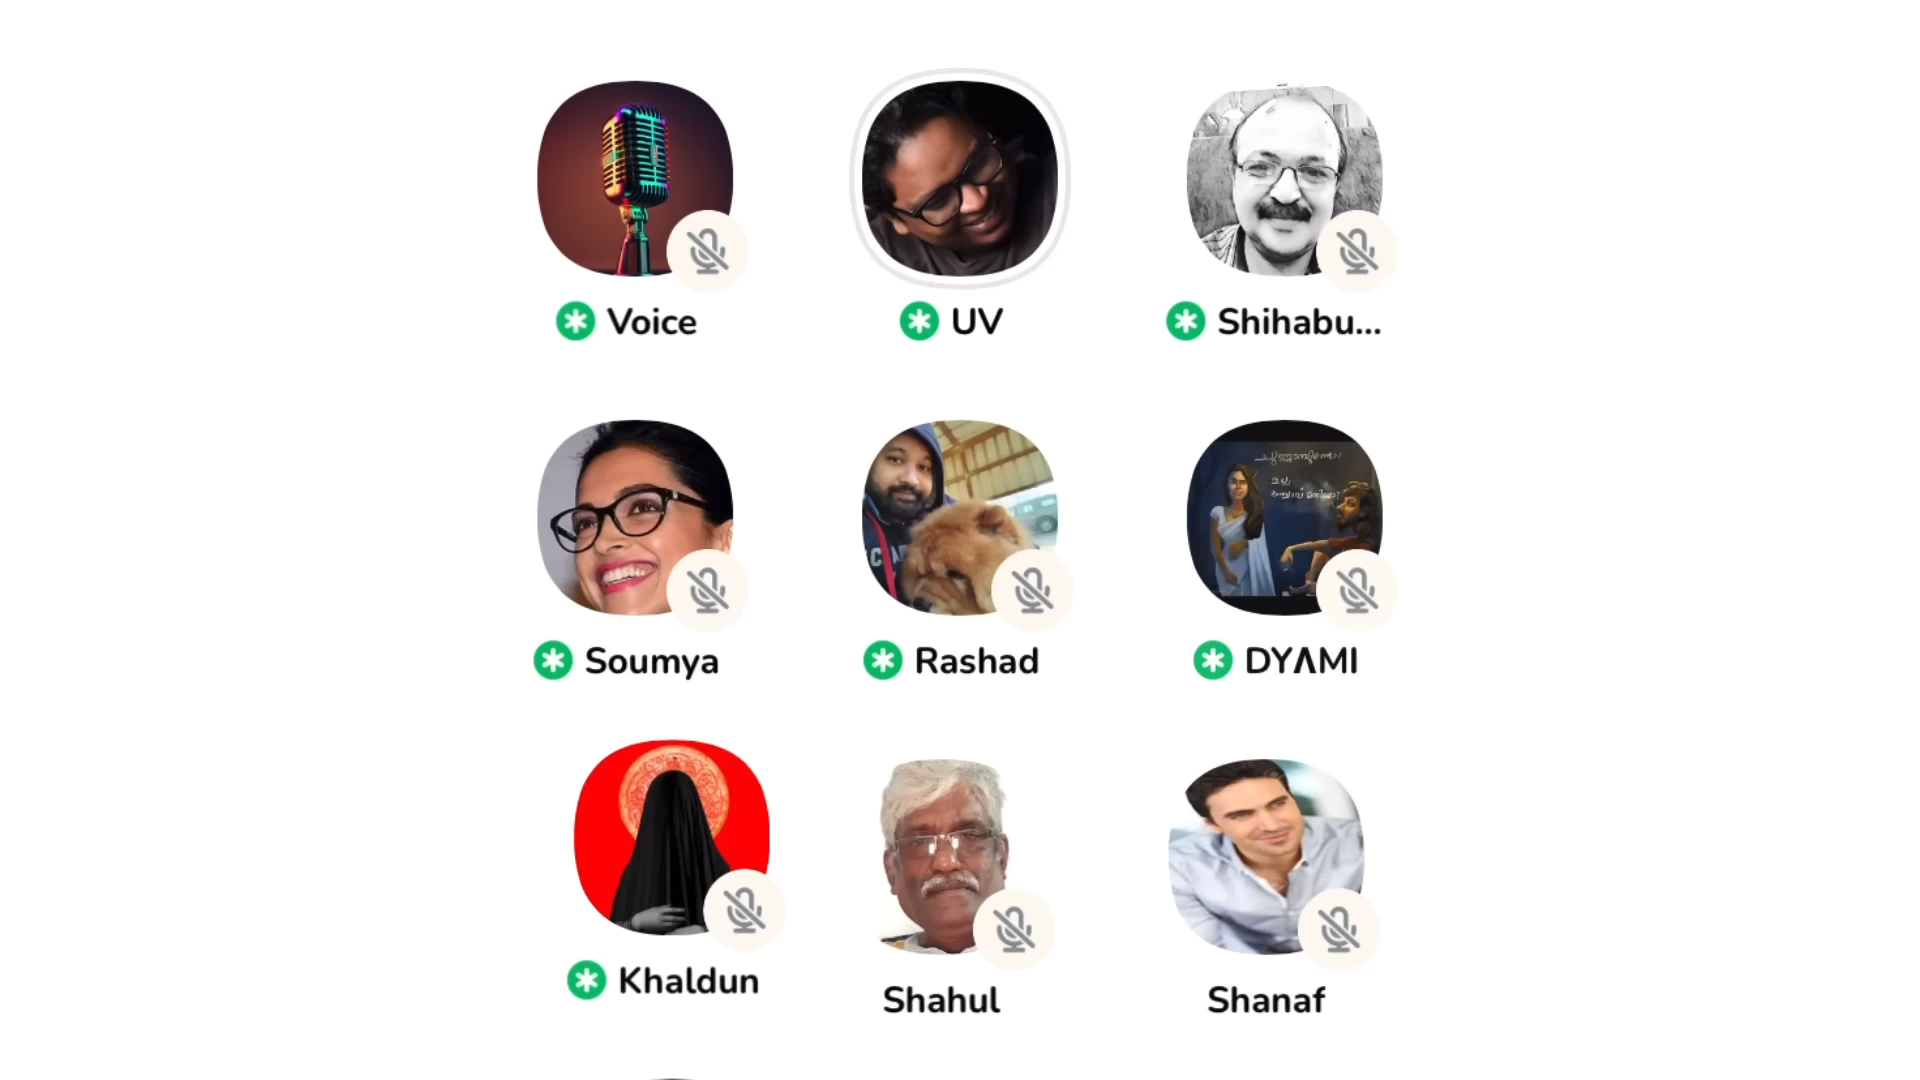 Voice
UV
Shihabu...
Soumya
Rashad
DYΛMI
Khaldun
Shahul
Shanaf